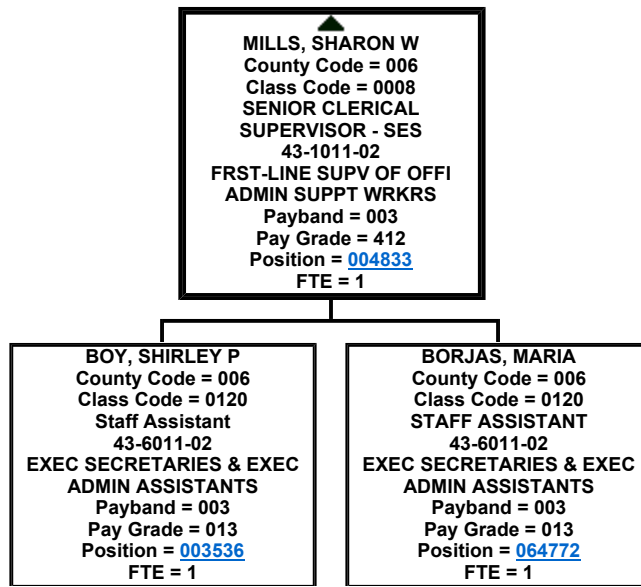 MILLS, SHARON W
County Code = 006
Class Code = 0008
SENIOR CLERICAL
SUPERVISOR - SES
43-1011-02
FRST-LINE SUPV OF OFFI
ADMIN SUPPT WRKRS
Payband = 003
Pay Grade = 412
Position = 004833
FTE = 1
BOY, SHIRLEY P
County Code = 006
Class Code = 0120
Staff Assistant
43-6011-02
EXEC SECRETARIES & EXEC
ADMIN ASSISTANTS
Payband = 003
Pay Grade = 013
Position = 003536
FTE = 1
BORJAS, MARIA
County Code = 006
Class Code = 0120
STAFF ASSISTANT
43-6011-02
EXEC SECRETARIES & EXEC
ADMIN ASSISTANTS
Payband = 003
Pay Grade = 013
Position = 064772
FTE = 1